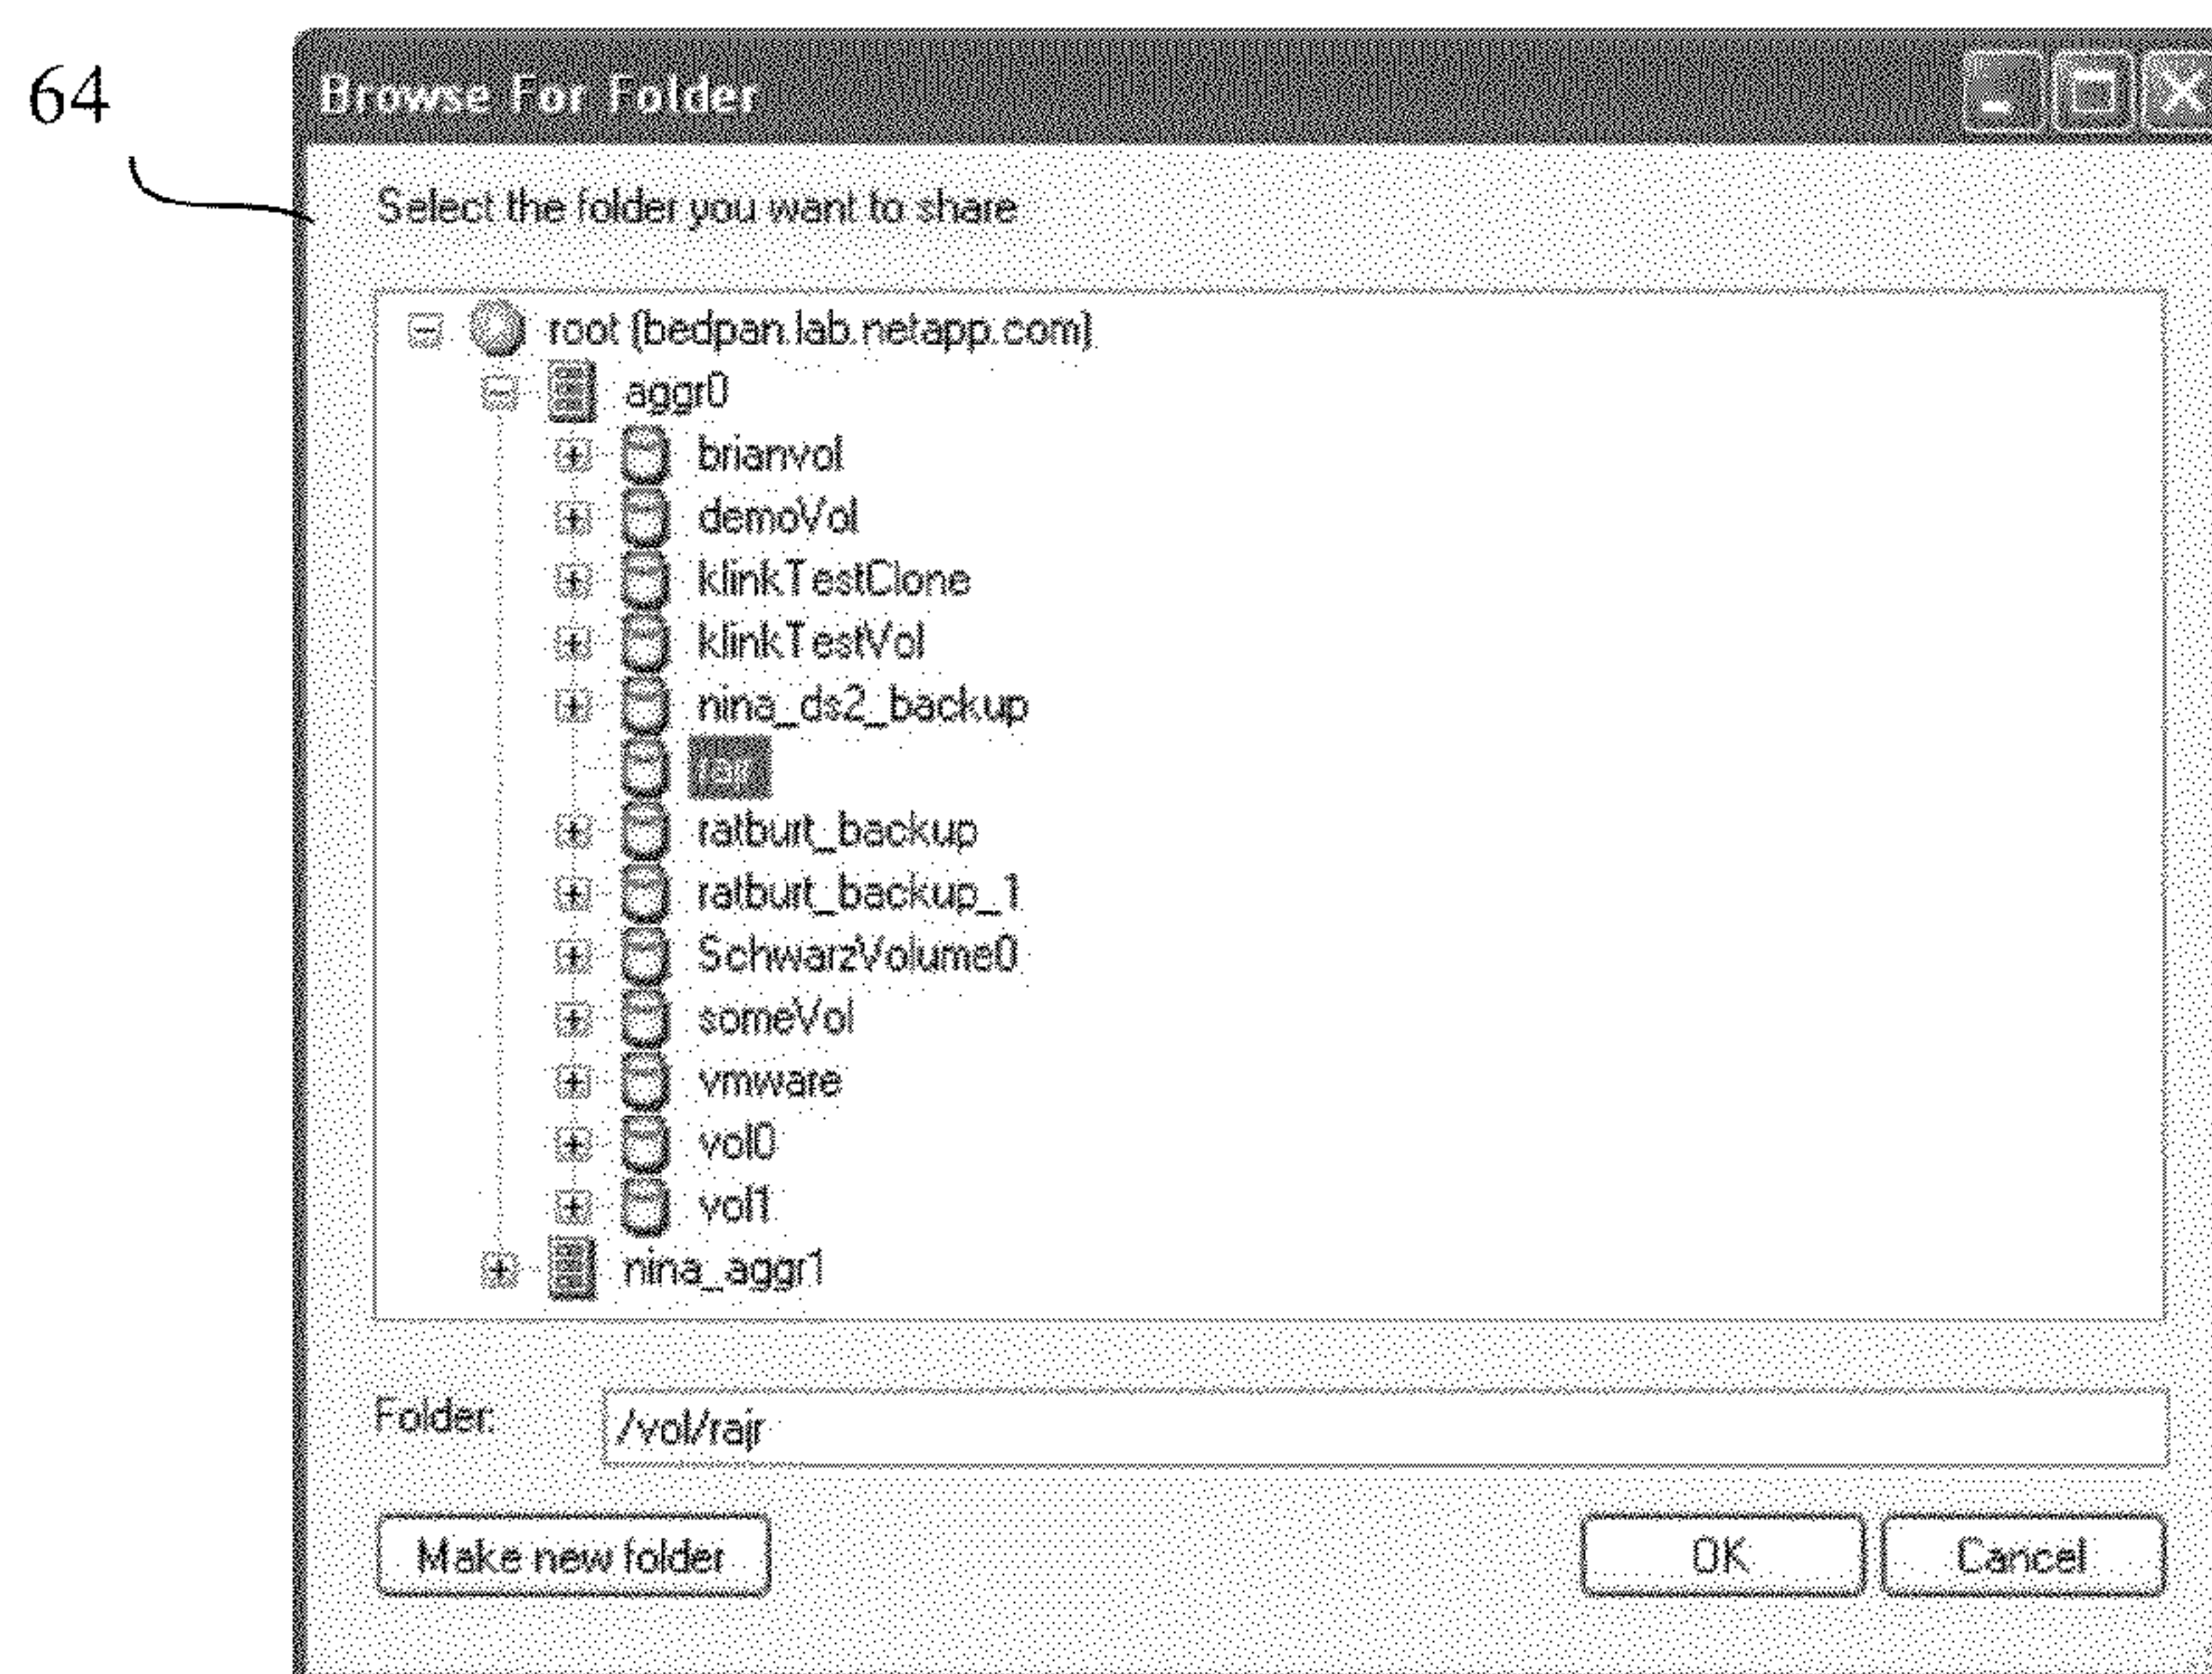 64
Browse For Folder
Select the folder you want to share
root (bedpan.lab.netapp.com)
aggr0
brianvol
demoVol
klinkTestClone
klinkTestVol
nina_ds2_backup
rajr
ratburt_backup
ratburt_backup_1
SchwarzVolume0
someVol
vmware
vol0
vol1
nina_aggr1
Folder: /vol/rajr
Make new folder OK Cancel